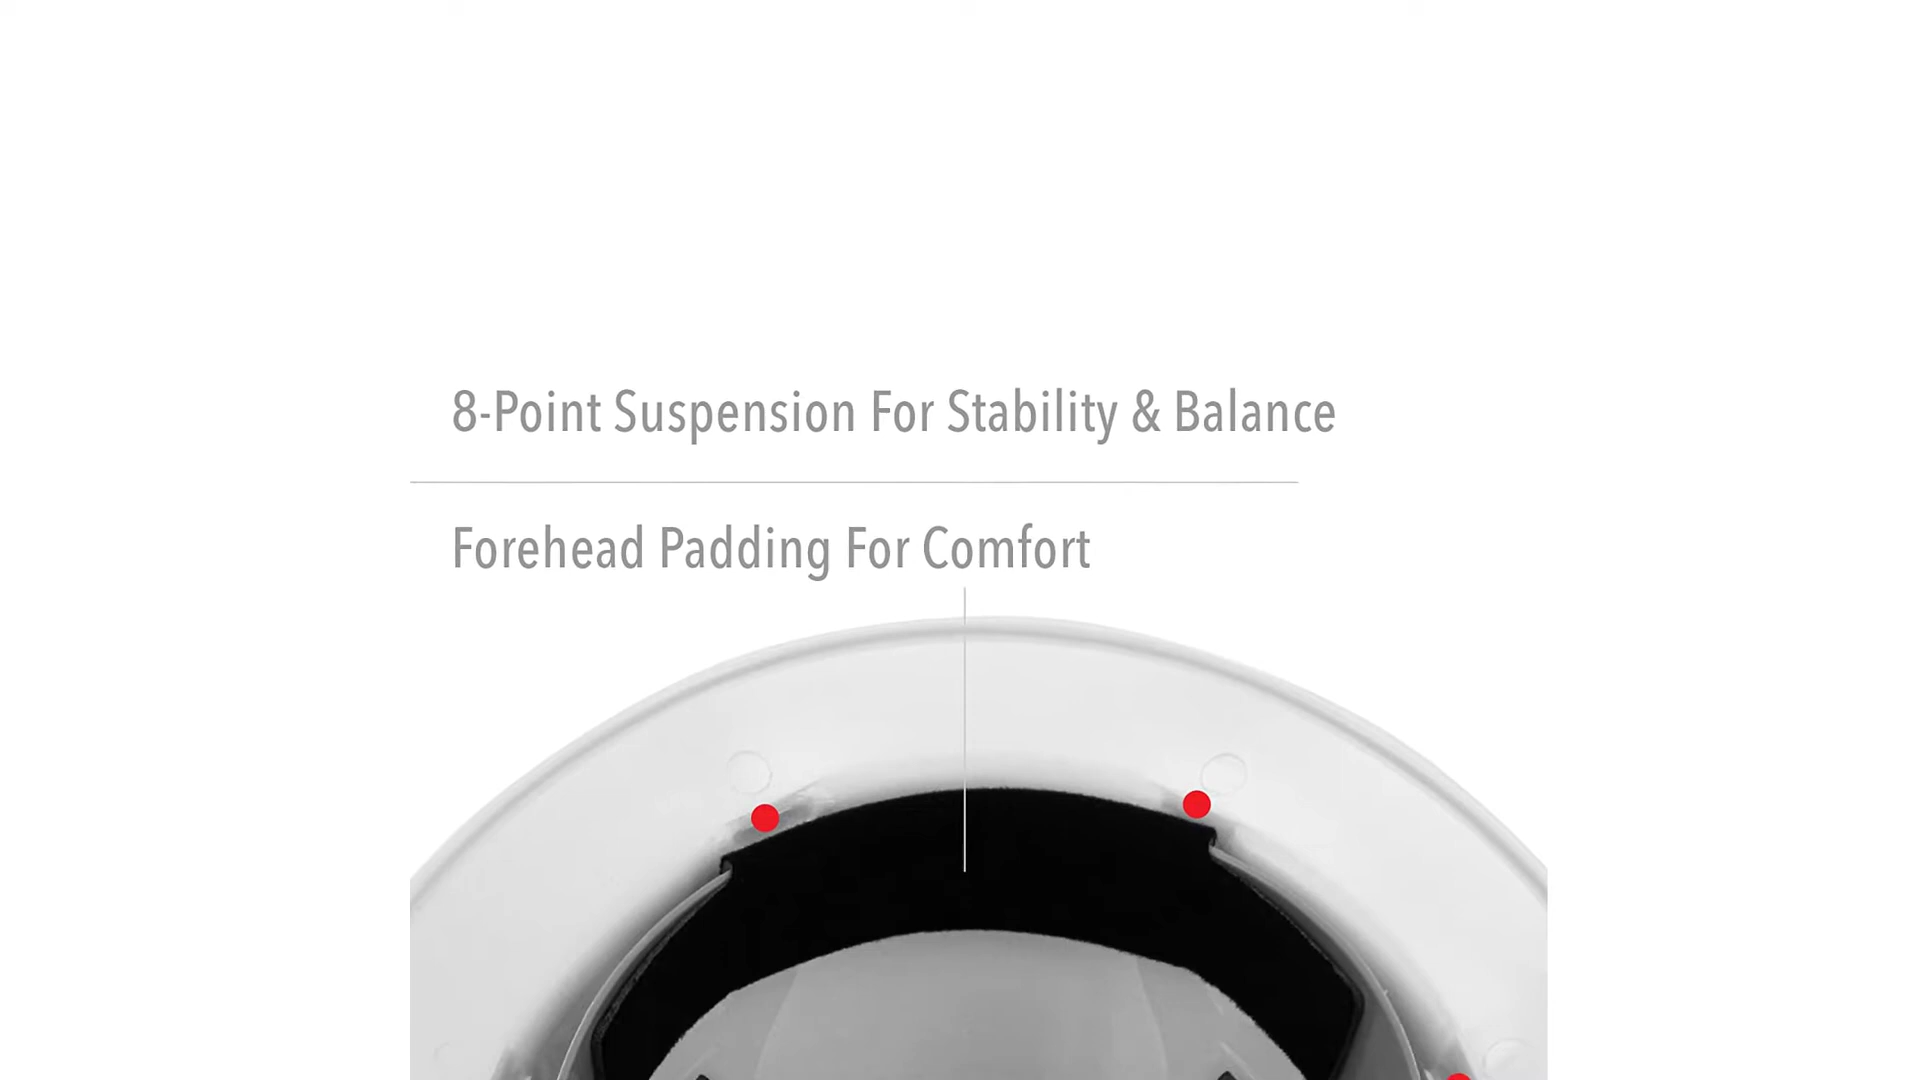 8-Point Suspension For Stability & Balance
Forehead Padding For Comfort